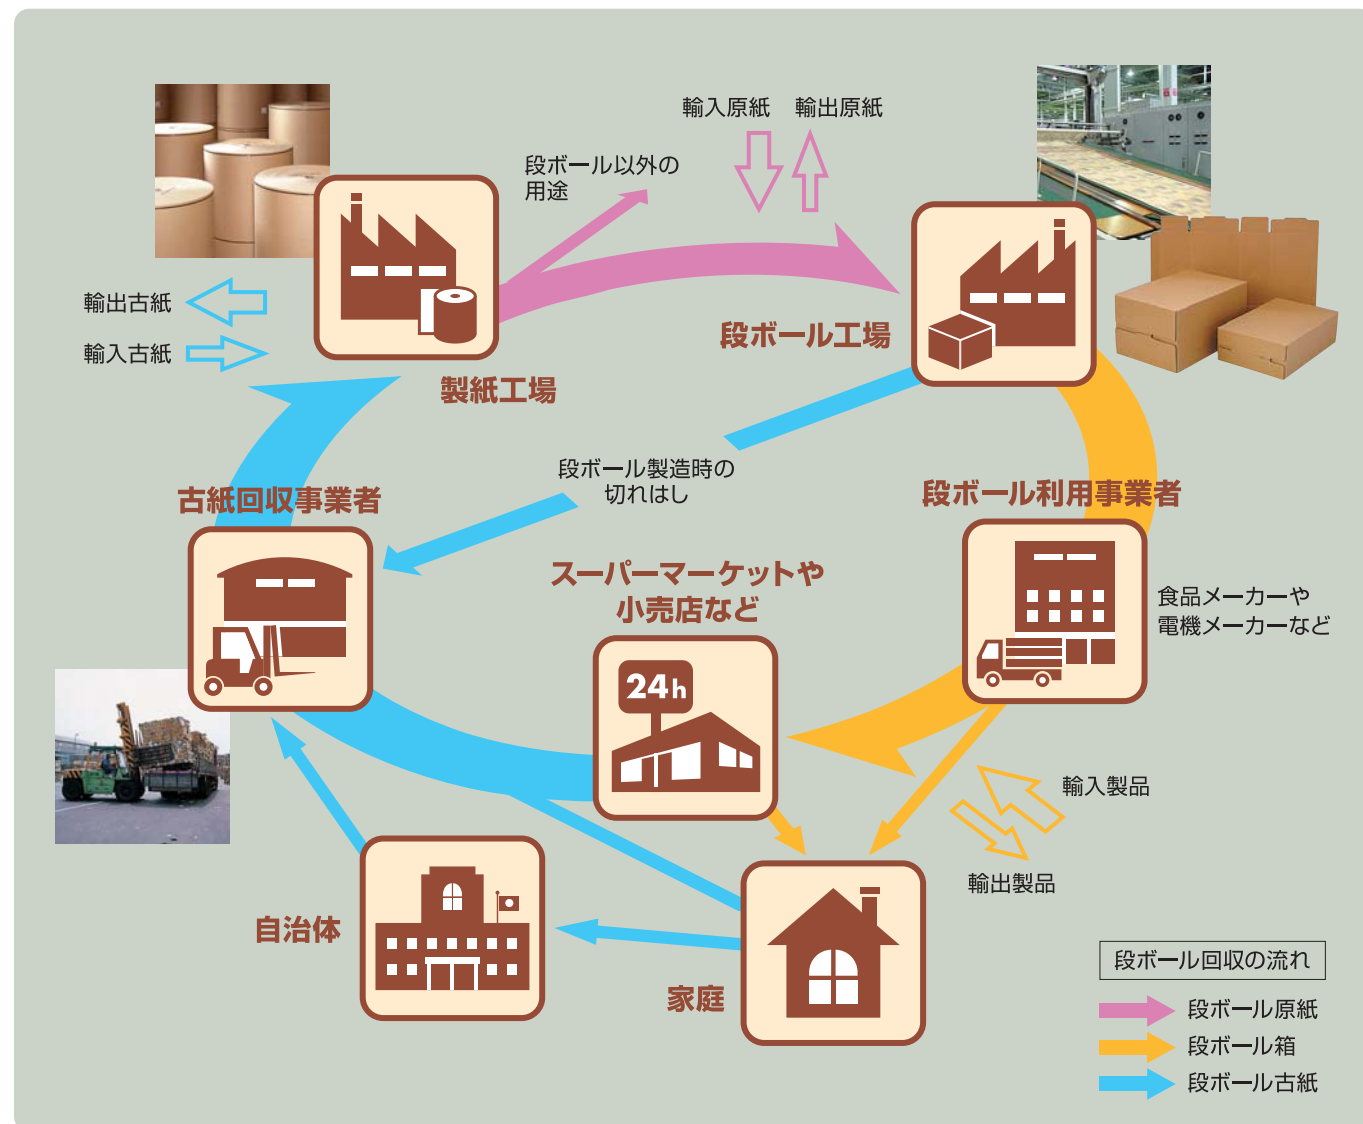 輸入原紙
輸出原紙
段ボール以外の
用途
輸出古紙
輸入古紙
段ボール工場
製紙工場
段ボール製造時の
切れはし
古紙回収事業者
段ボール利用事業者
スーパーマーケットや
小売店など
食品メーカーや
電機メーカーなど
24h
輸入製品
輸出製品
自治体
家庭
段ボール回収の流れ
段ボール原紙
段ボール箱
段ボール古紙